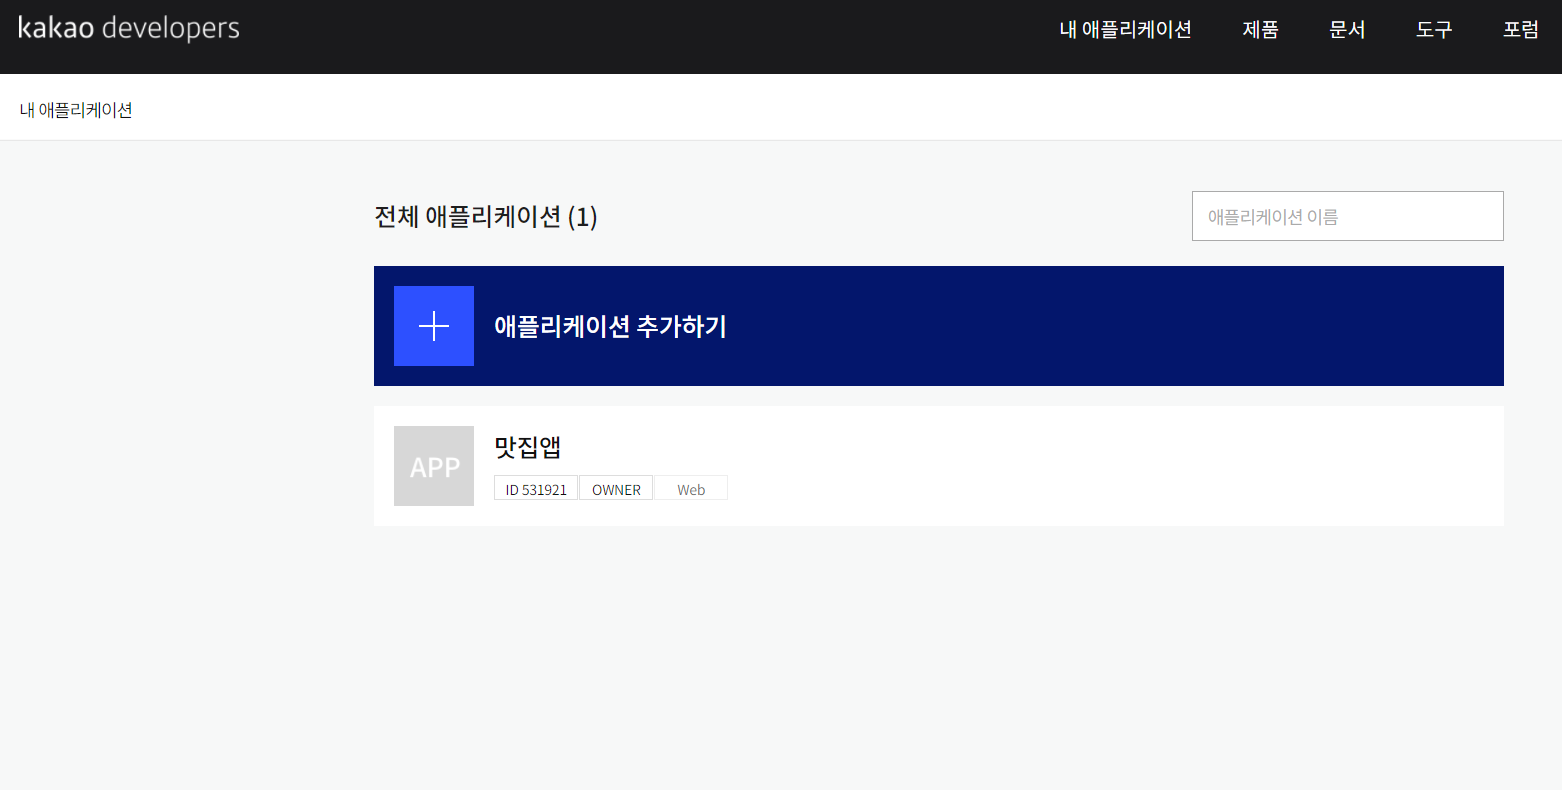 kakao developers 내 애플리케이션 제품 문서 도구 포럼
내 애플리케이션
전체 애플리케이션 (1) 애플리케이션 이름
애플리케이션 추가하기
APP 맛집앱
ID 531921 OWNER Web